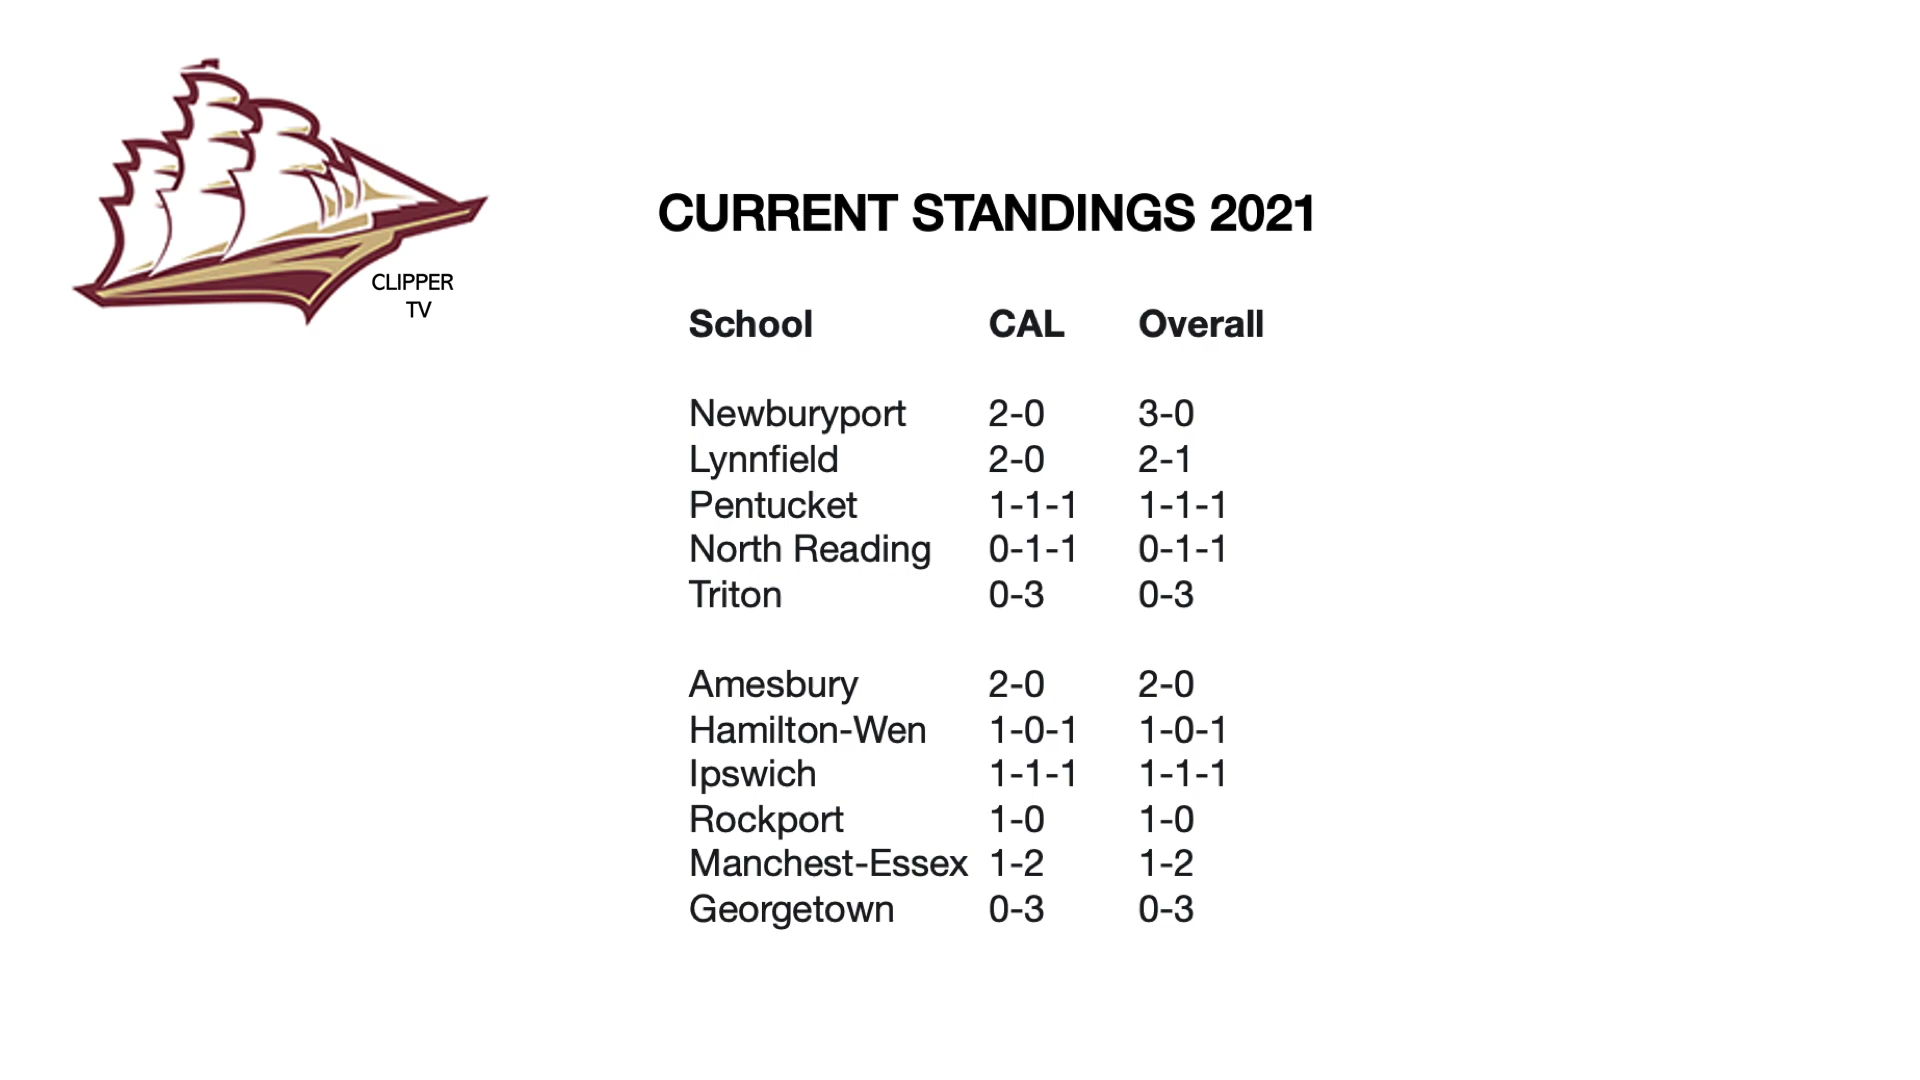 CLIPPER
TV
CURRENT STANDINGS 2021
School CAL Overall
Newburyport 2-0 3-0
Lynnfield 2-0 2-1
Pentucket 1-1-1 1-1-1
North Reading 0-1-1 0-1-1
Triton 0-3 0-3
Amesbury 2-0 2-0
Hamilton-Wen 1-0-1 1-0-1
Ipswich 1-1-1 1-1-1
Rockport 1-0 1-0
Manchest-Essex 1-2 1-2
Georgetown 0-3 0-3